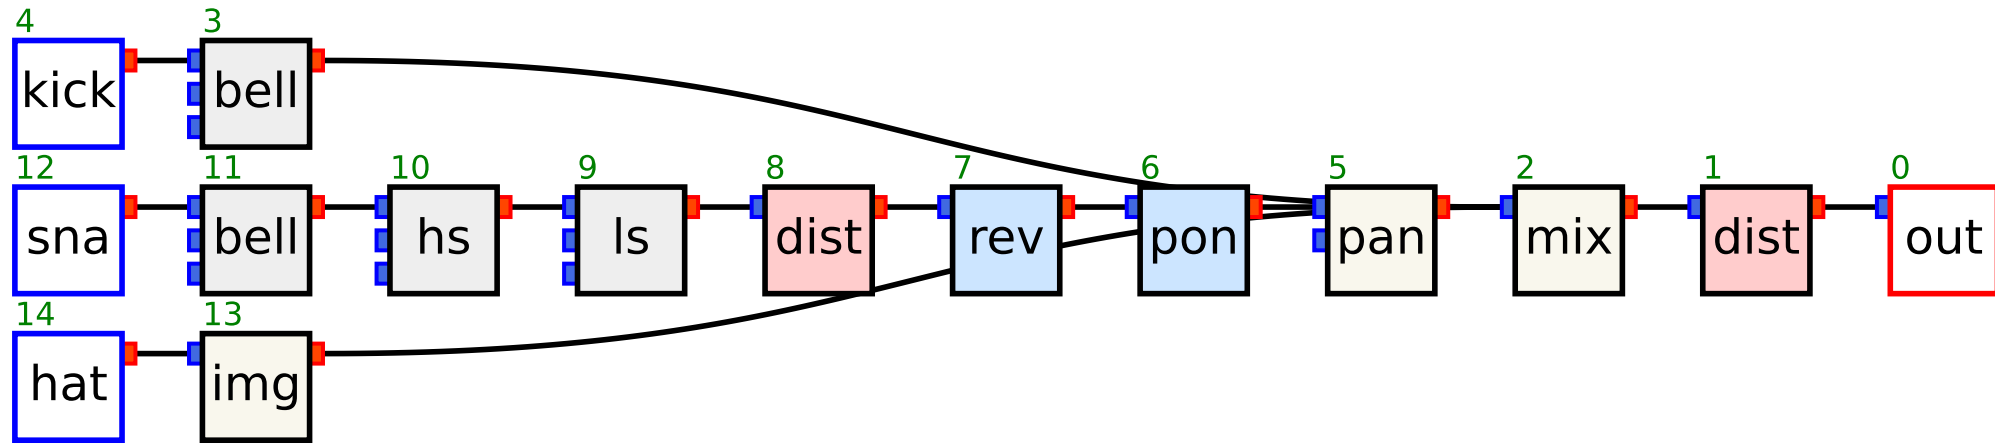 4 3
kick bell
12 11 10 9 8 7 6 5 2 1 0
sna bell hs ls dist rev pon pan mix dist out
14 13
hat img